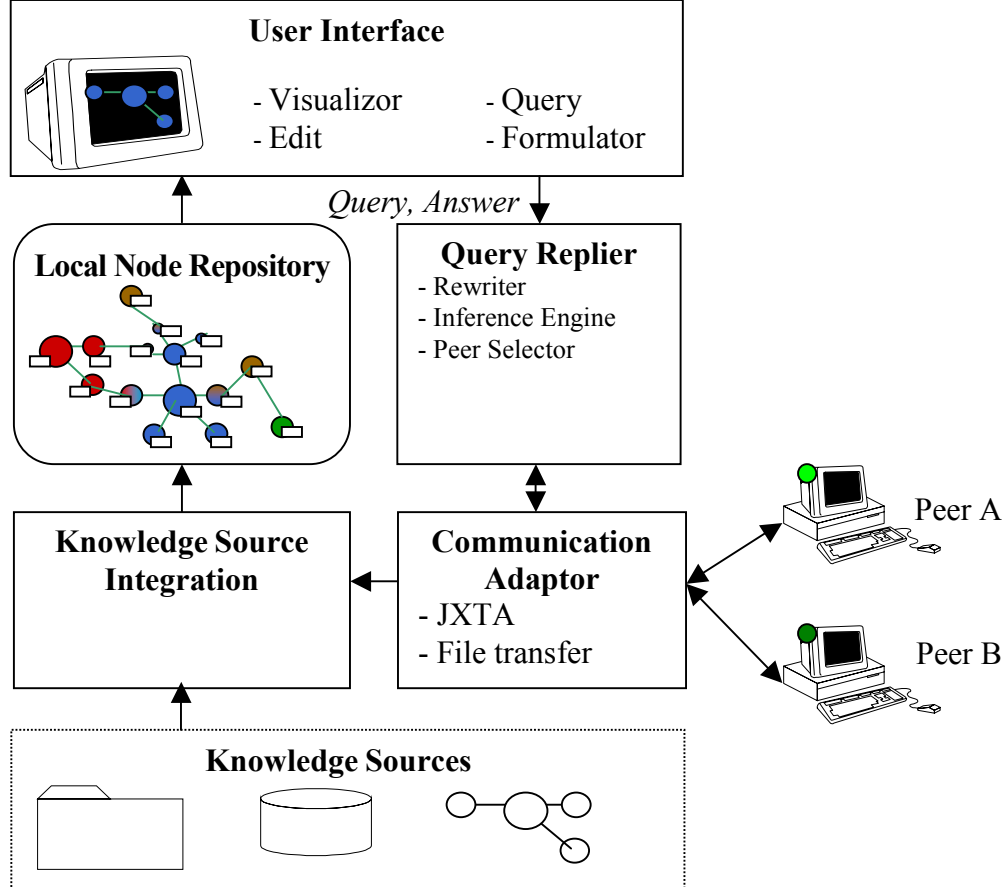 User Interface
- Visualizor
- Edit
- Query
- Formulator
Query, Answer
Local Node Repository
Query Replier
- Rewriter
- Inference Engine
- Peer Selector
Knowledge Source
Integration
Communication
Adaptor
- JXTA
- File transfer
Peer A
Peer B
Knowledge Sources